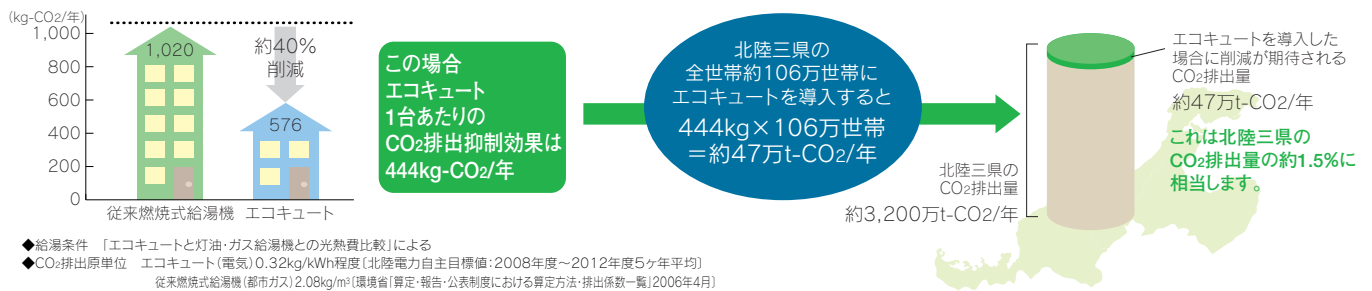 (kg-CO2/年)
1,000
800
600
400
200
0
1,020
約40%
削減
576
従来燃焼式給湯機
エコキュート
この場合
エコキュート
1台あたりの
CO2排出抑制効果は
444kg-CO2/年
北陸三県の
全世帯約106万世帯に
エコキュートを導入すると
444kg×106万世帯
＝約47万t-CO2/年
北陸三県の
CO2排出量
約3,200万t-CO2/年
エコキュートを導入した
場合に削減が期待される
CO2排出量
約47万t-CO2/年
これは北陸三県の
CO2排出量の約1.5%に
相当します。
◆給湯条件 「エコキュートと灯油・ガス給湯機との光熱費比較」による
◆CO2排出原単位 エコキュート(電気)0.32kg/kWh程度〔北陸電力自主目標値：2008年度～2012年度5ヶ年平均〕
従来燃焼式給湯機(都市ガス)2.08kg/m³〔環境省「算定・報告・公表制度における算定方法・排出係数一覧」2006年4月〕